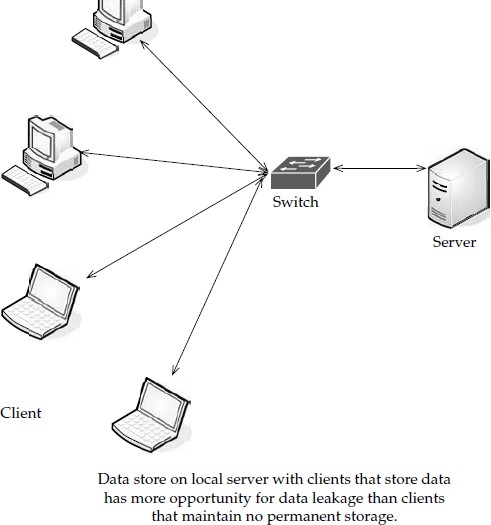 Switch
Server
Client
Data store on local server with clients that store data
has more opportunity for data leakage than clients
that maintain no permanent storage.